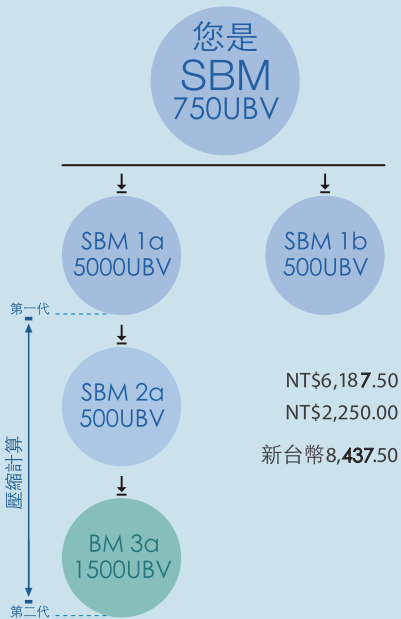 您是
SBM
750UBV
SBM 1a
5000UBV
SBM 1b
500UBV
第一代
SBM 2a
500UBV
NT$6,187.50
NT$2,250.00
新台幣8,437.50
壓縮計算
BM 3a
1500UBV
第二代